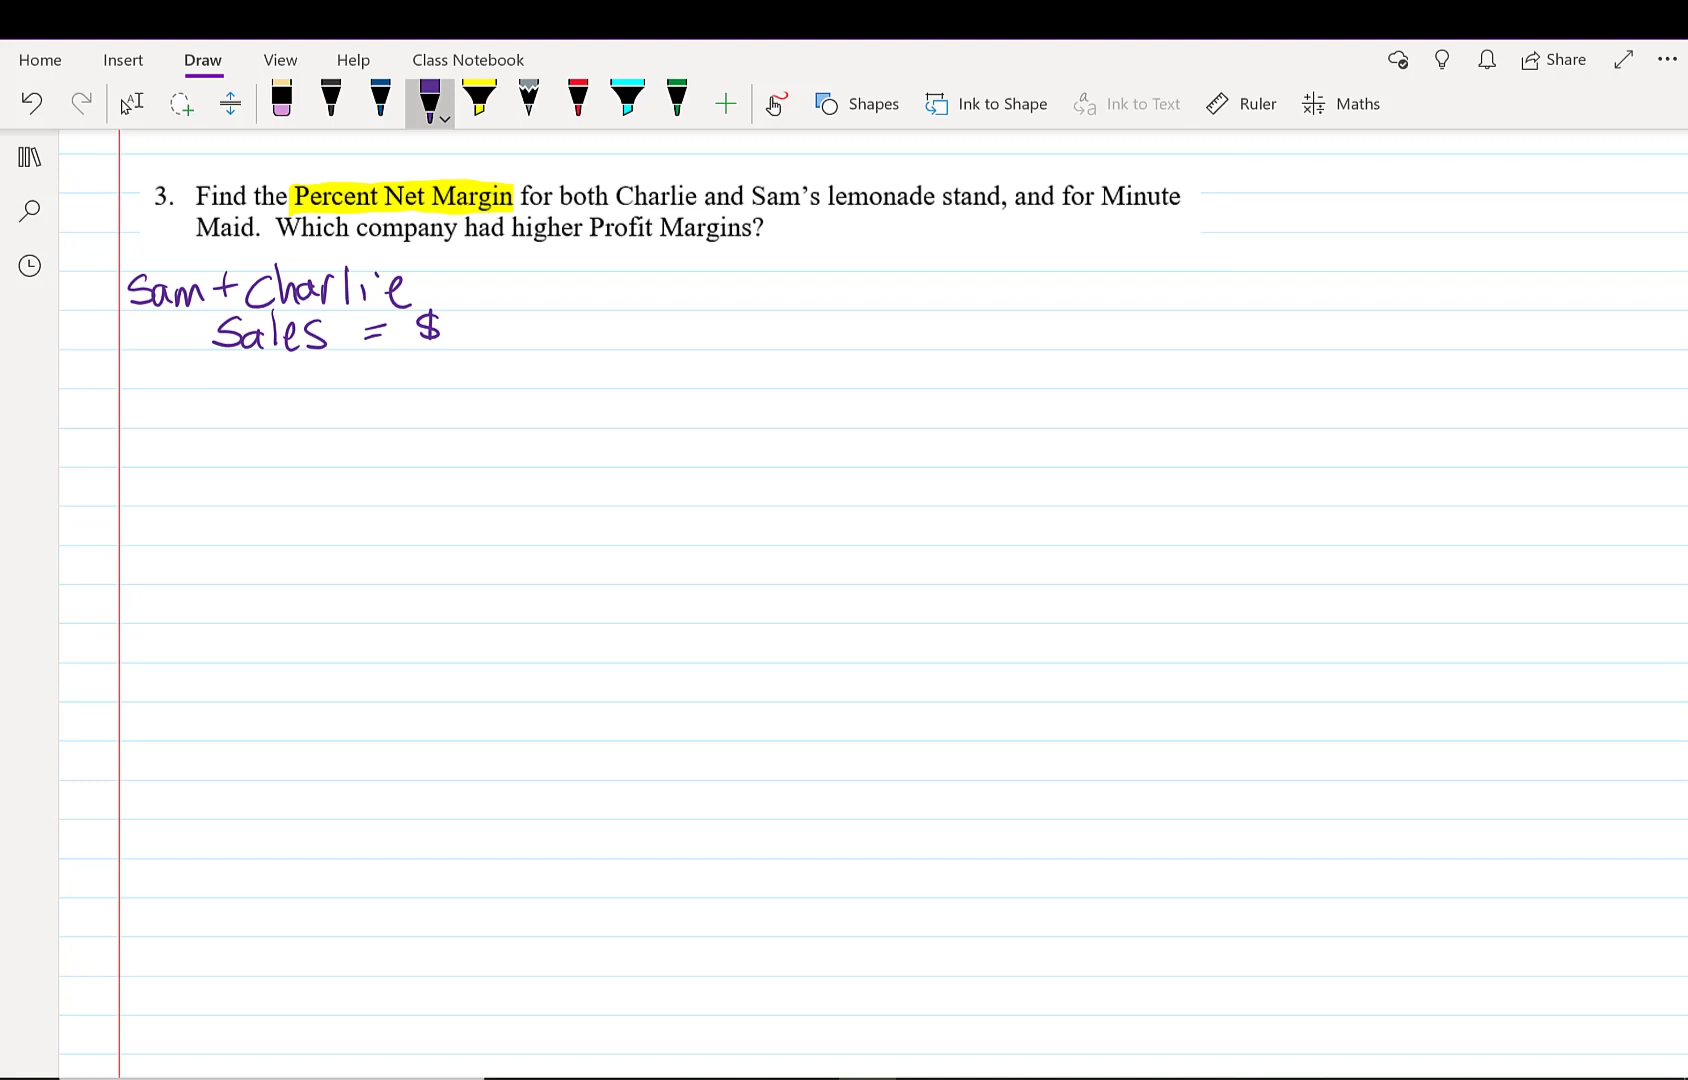 Home Insert Draw View Help Class Notebook Share
Shapes Ink to Shape Ink to Text Ruler Maths
3. Find the Percent Net Margin for both Charlie and Sam’s lemonade stand, and for Minute
Maid. Which company had higher Profit Margins?
Sam + Charlie
Sales = $